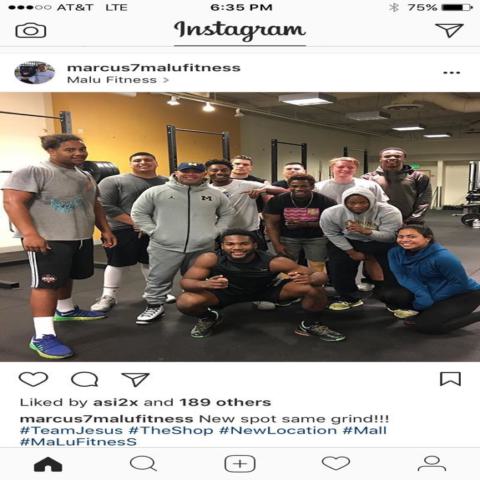 AT&T LTE 6:35 PM 75%
Instagram
marcus7malufitness
Malu Fitness >
M
Liked by asi2x and 189 others
marcus7malufitness New spot same grind!!!
#TeamJesus #TheShop #NewLocation #Mall
#MaLuFitnesS